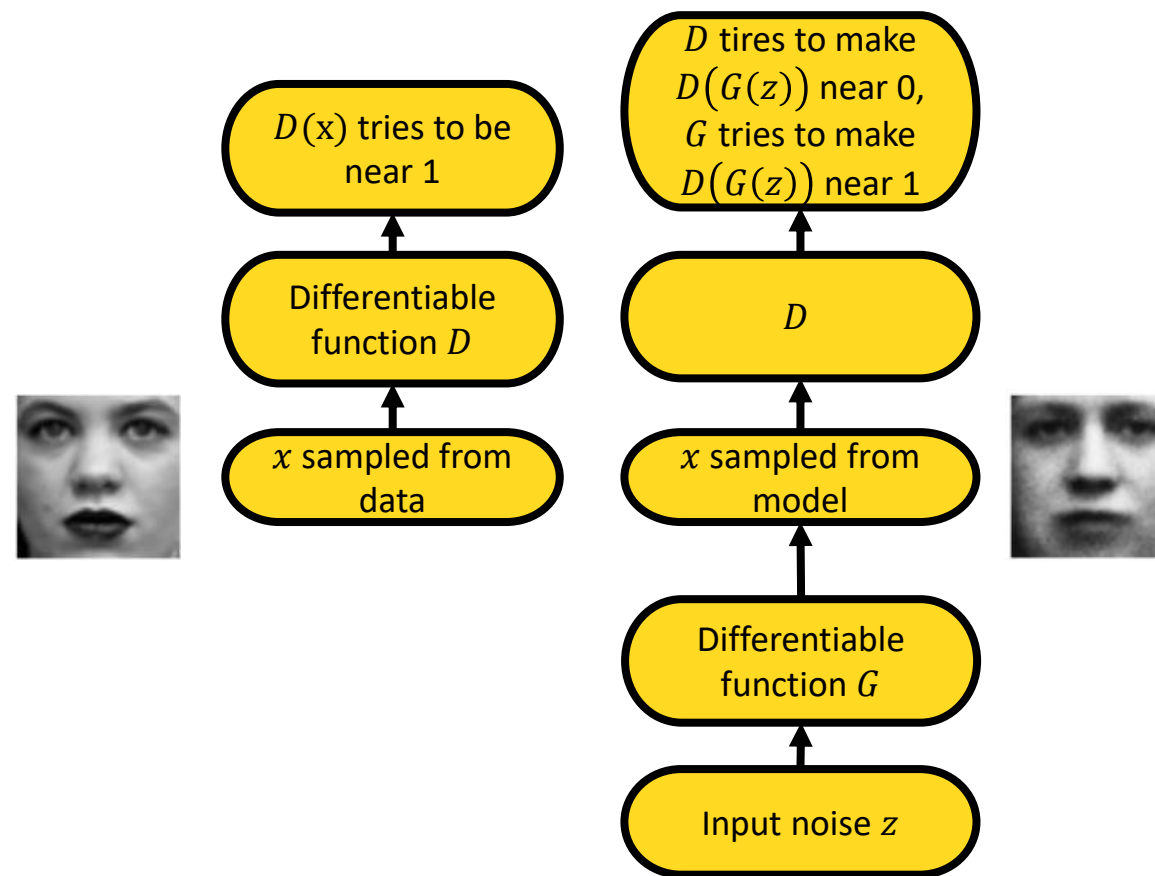 D(x) tries to be
near 1
Differentiable
function D
x sampled from
data
D tires to make
D(G(z)) near 0,
G tries to make
D(G(z)) near 1
D
x sampled from
model
Differentiable
function G
Input noise z